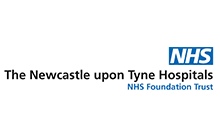 NHS
The Newcastle upon Tyne Hospitals
NHS Foundation Trust